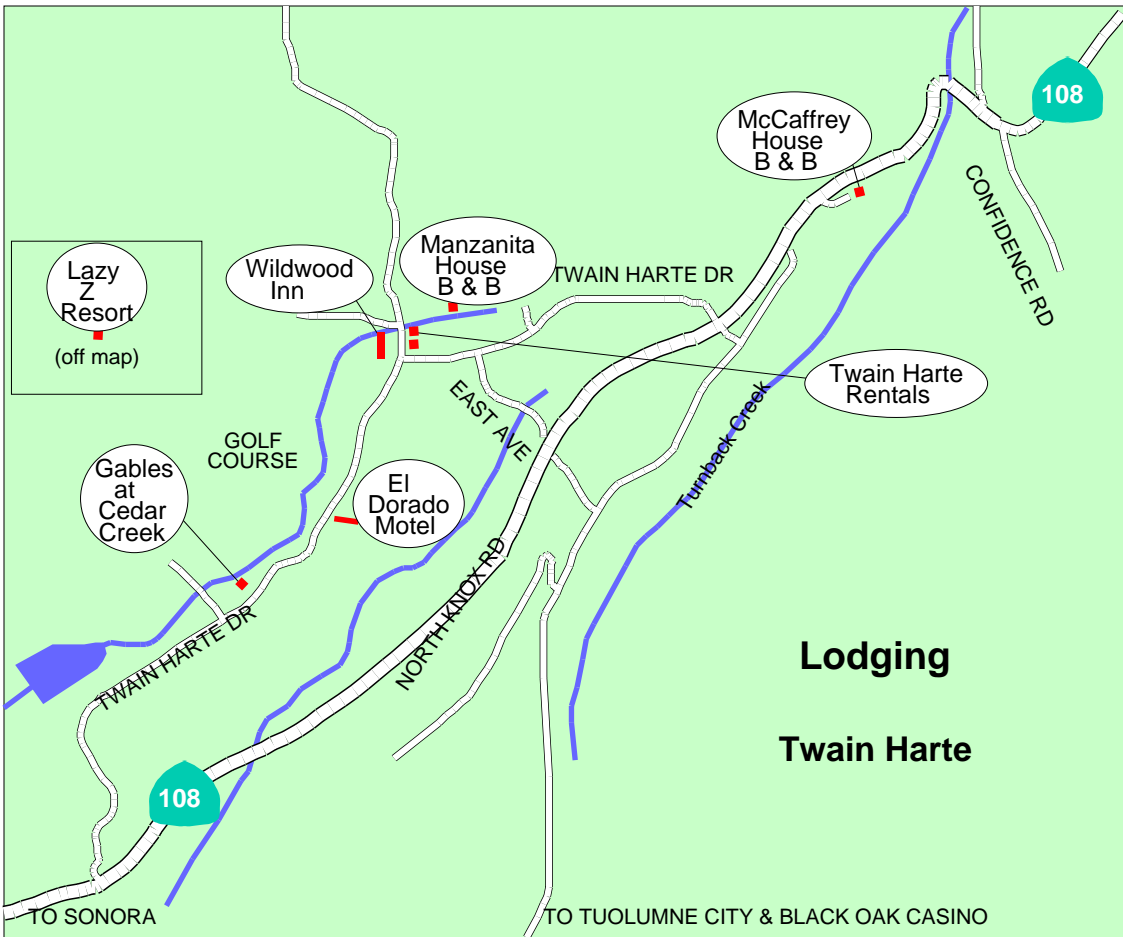 108
McCaffrey
House
B & B
CONFIDENCE RD
Manzanita
House
B & B
Wildwood
Inn
TWAIN HARTE DR
Lazy
Z
Resort
(off map)
Twain Harte
Rentals
EAST AVE
Turnback Creek
GOLF
COURSE
Gables
at
Cedar
Creek
El
Dorado
Motel
NORTH KNOX RD
TWAIN HARTE DR
Lodging
Twain Harte
108
TO SONORA
TO TUOLUMNE CITY & BLACK OAK CASINO